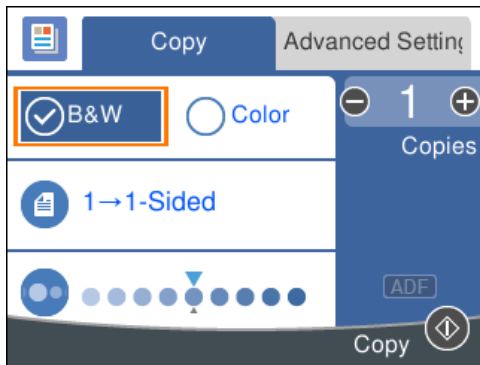 Copy
Advanced Setting
B&W
Color
1
Copies
1→1-Sided
ADF
Copy